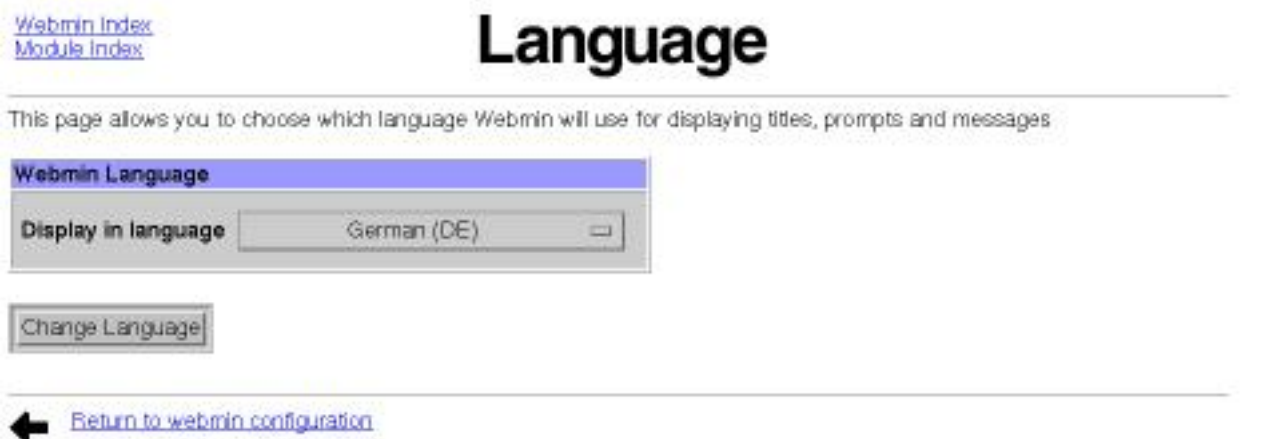 Webmin Index
Module Index
Language
This page allows you to choose which language Webmin will use for displaying titles, prompts and messages
Webmin Language
Display in language German (DE)
Change Language
Return to webmin configuration